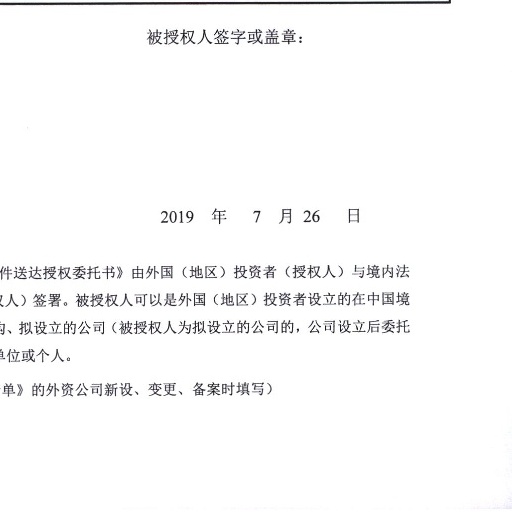 被授权人签字或盖章：
2019 年 7 月 26 日
件送达授权委托书》由外国（地区）投资者（授权人）与境内法
人）签署。被授权人可以是外国（地区）投资者设立的在中国境
、拟设立的公司（被授权人为拟设立的公司的，公司设立后委托
单位或个人。
单》的外资公司新设、变更、备案时填写）